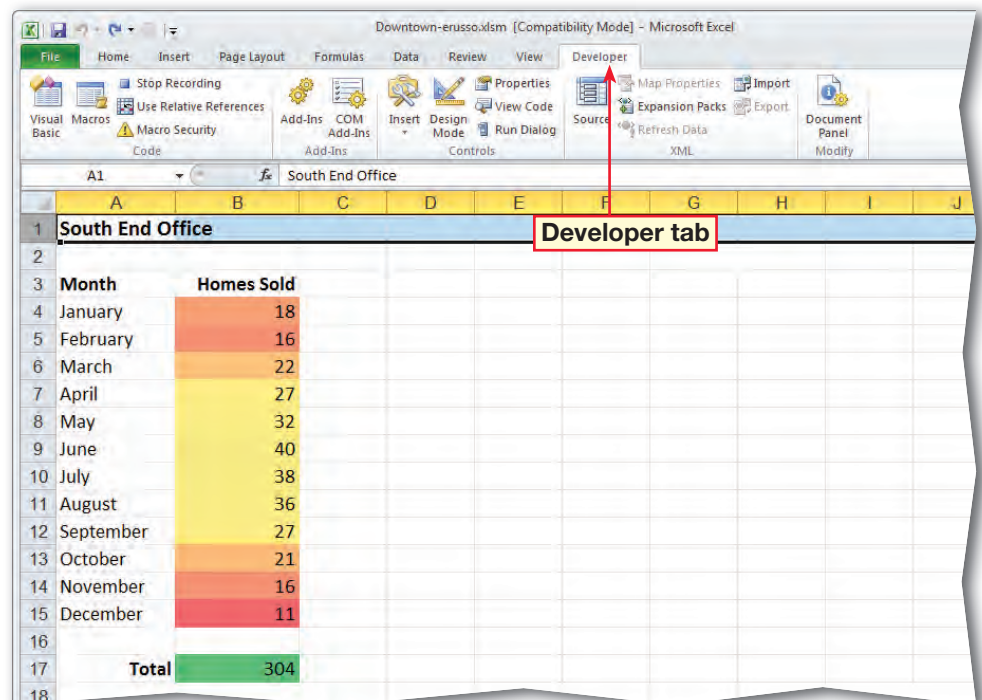 Downtown-erusso.xlsm [Compatibility Mode] - Microsoft Excel
File Home Insert Page Layout Formulas Data Review View Developer
Visual Basic
Macros
Stop Recording
Use Relative References
Macro Security
Code
Add-Ins
COM Add-Ins
Add-Ins
Insert
Design Mode
Properties
View Code
Run Dialog
Controls
Source
Map Properties
Expansion Packs
Refresh Data
Import
Export
XML
Document Panel
Modify
A1 fx South End Office
A B C D E F G H I J
1 South End Office
Developer tab
2
3 Month Homes Sold
4 January 18
5 February 16
6 March 22
7 April 27
8 May 32
9 June 40
10 July 38
11 August 36
12 September 27
13 October 21
14 November 16
15 December 11
16
17 Total 304
18